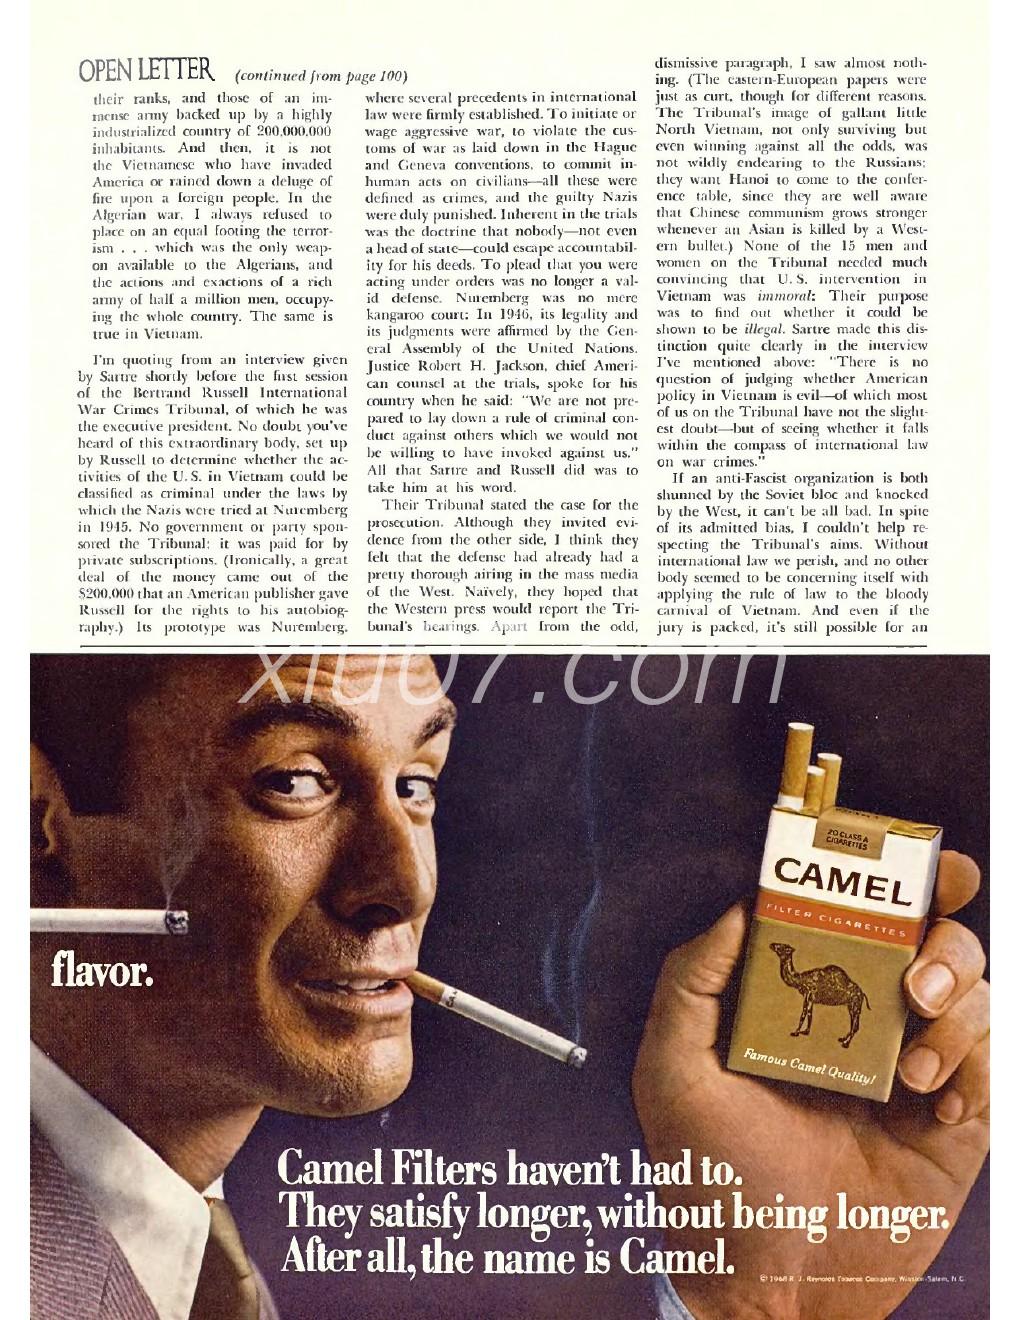 OPEN LETTER (continued from page 100)
their ranks, and those of an im-
mense army backed up by a highly
industrialized country of 200,000,000
inhabitants. And then, it is not
the Vietnamese who have invaded
America or rained down a deluge of
fire upon a foreign people. In the
Algerian war, I always refused to
place on an equal footing the terror-
ism . . . which was the only weap-
on available to the Algerians, and
the actions and exactions of a rich
army of half a million men, occupy-
ing the whole country. The same is
true in Vietnam.
I'm quoting from an interview given
by Sartre shortly before the first session
of the Bertrand Russell International
War Crimes Tribunal, of which he was
the executive president. No doubt you've
heard of this extraordinary body, set up
by Russell to determine whether the ac-
tivities of the U. S. in Vietnam could be
classified as criminal under the laws by
which the Nazis were tried at Nuremberg
in 1945. No government or party spon-
sored the Tribunal; it was paid for by
private subscriptions. (Ironically, a great
deal of the money came out of the
$200,000 that an American publisher gave
Russell for the rights to his autobiog-
raphy.) Its prototype was Nuremberg,
where several precedents in international
law were firmly established. To initiate or
wage aggressive war, to violate the cus-
toms of war as laid down in the Hague
and Geneva conventions, to commit in-
human acts on civilians—all these were
defined as crimes, and the guilty Nazis
were duly punished. Inherent in the trials
was the doctrine that nobody—not even
a head of state—could escape accountabil-
ity for his deeds. To plead that you were
acting under orders was no longer a val-
id defense. Nuremberg was no mere
kangaroo court: In 1946, its legality and
its judgments were affirmed by the Gen-
eral Assembly of the United Nations.
Justice Robert H. Jackson, chief Ameri-
can counsel at the trials, spoke for his
country when he said: "We are not pre-
pared to lay down a rule of criminal con-
duct against others which we would not
be willing to have invoked against us."
All that Sartre and Russell did was to
take him at his word.
Their Tribunal stated the case for the
prosecution. Although they invited evi-
dence from the other side, I think they
felt that the defense had already had a
pretty thorough airing in the mass media
of the West. Naively, they hoped that
the Western press would report the Tri-
bunal's hearings. Apart from the odd,
dismissive paragraph, I saw almost noth-
ing. (The eastern-European papers were
just as curt, though for different reasons.
The Tribunal's image of gallant little
North Vietnam, not only surviving but
even winning against all the odds, was
not wildly endearing to the Russians;
they want Hanoi to come to the confer-
ence table, since they are well aware
that Chinese communism grows stronger
whenever an Asian is killed by a West-
ern bullet.) None of the 15 men and
women on the Tribunal needed much
convincing that U. S. intervention in
Vietnam was immoral: Their purpose
was to find out whether it could be
shown to be illegal. Sartre made this dis-
tinction quite clearly in the interview
I've mentioned above: "There is no
question of judging whether American
policy in Vietnam is evil—of which most
of us on the Tribunal have not the slight-
est doubt—but of seeing whether it falls
within the compass of international law
on war crimes."
If an anti-Fascist organization is both
shunned by the Soviet bloc and knocked
by the West, it can't be all bad. In spite
of its admitted bias, I couldn't help re-
specting the Tribunal's aims. Without
international law we perish, and no other
body seemed to be concerning itself with
applying the rule of law to the bloody
carnival of Vietnam. And even if the
jury is packed, it's still possible for an
xiu07.com
20 CLASS A
CIGARETTES
CAMEL
FILTER CIGARETTES
Famous Camel Quality!
flavor.
Camel Filters haven't had to.
They satisfy longer, without being longer.
After all, the name is Camel.
© 1968 R. J. Reynolds Tobacco Company, Winston-Salem, N.C.